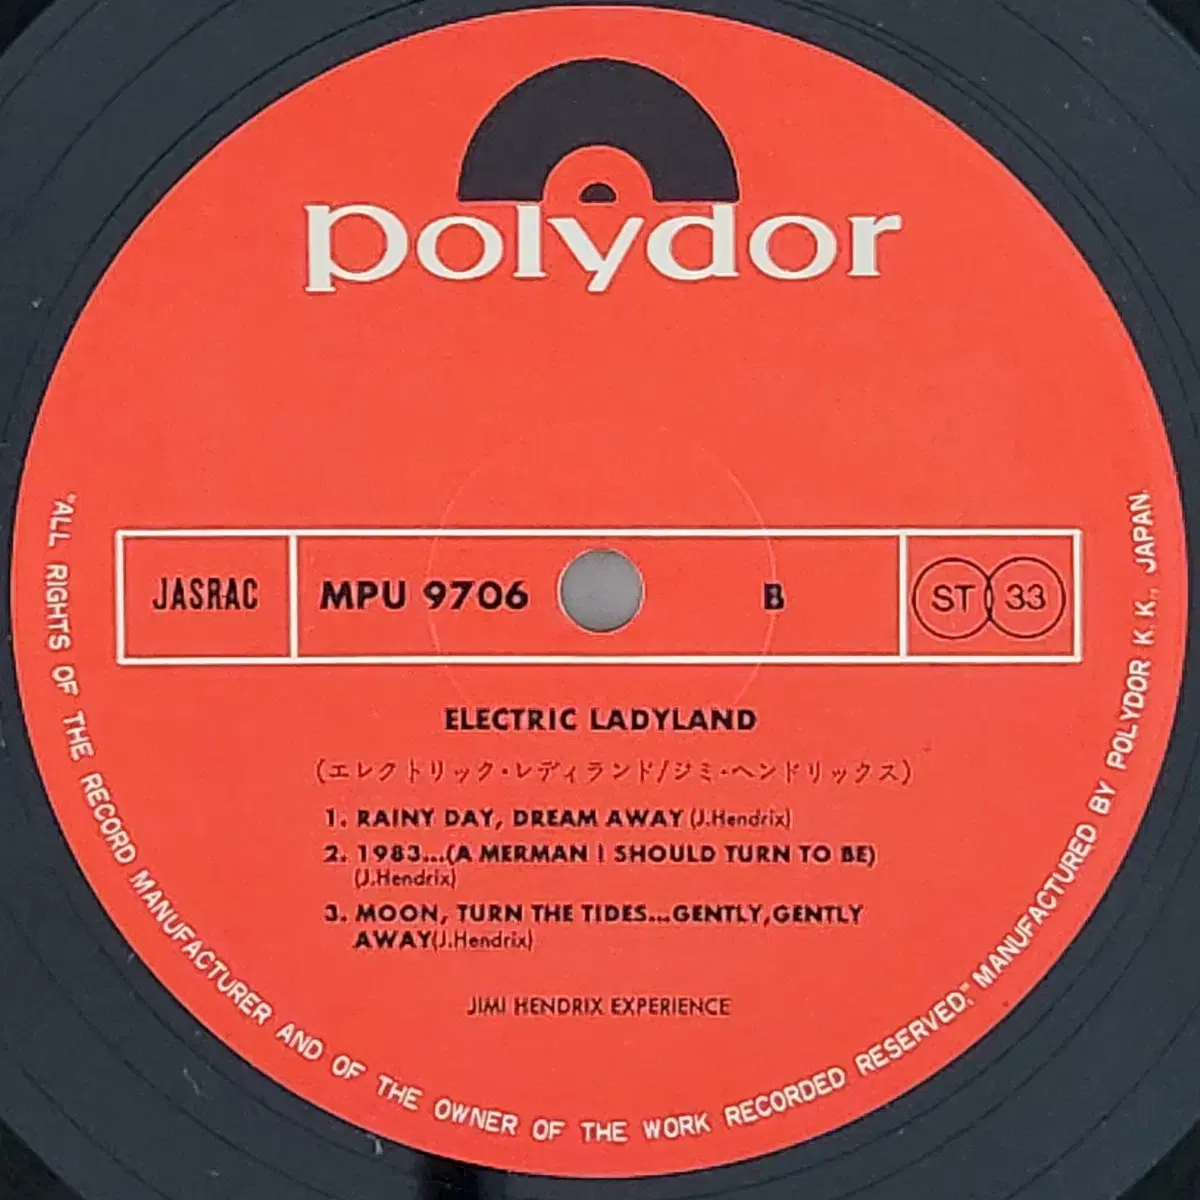 polydor
JASRAC
MPU 9706
B
ST 33
ELECTRIC LADYLAND
(エレクトリック・レディランド/ジミ・ヘンドリックス)
1. RAINY DAY, DREAM AWAY (J.Hendrix)
2. 1983...(A MERMAN I SHOULD TURN TO BE)
(J.Hendrix)
3. MOON, TURN THE TIDES...GENTLY,GENTLY
AWAY(J.Hendrix)
JIMI HENDRIX EXPERIENCE
"ALL RIGHTS OF THE RECORD MANUFACTURER AND OF THE OWNER OF THE WORK RECORDED RESERVED." MANUFACTURED BY POLYDOR K.K., JAPAN.